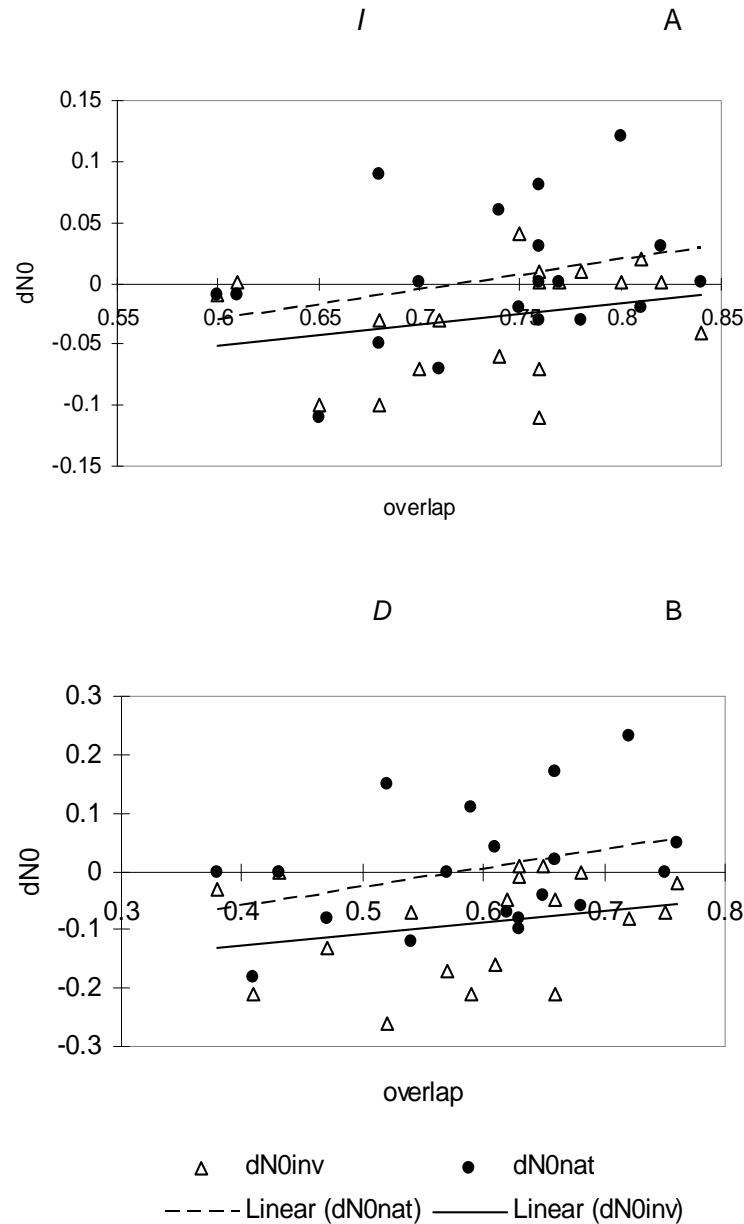 I A
0.15
0.1
0.05
0
-0.05
-0.1
-0.15
dN0
0.55 0.6 0.65 0.7 0.75 0.8 0.85
overlap
D B
0.3
0.2
0.1
0
-0.1
-0.2
-0.3
dN0
0.3 0.4 0.5 0.6 0.7 0.8
overlap
dN0inv dN0nat
Linear (dN0nat) Linear (dN0inv)